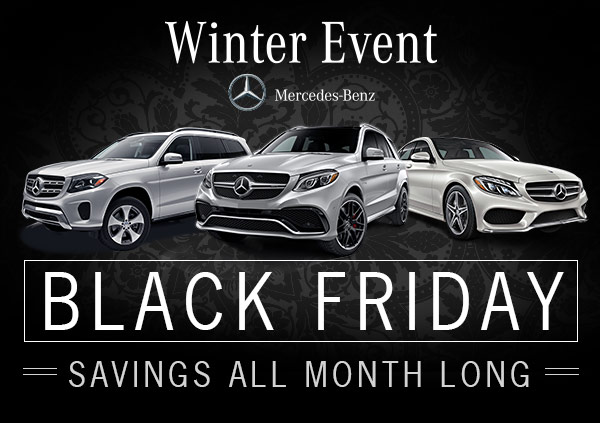 Winter Event
Mercedes-Benz
BLACK FRIDAY
SAVINGS ALL MONTH LONG